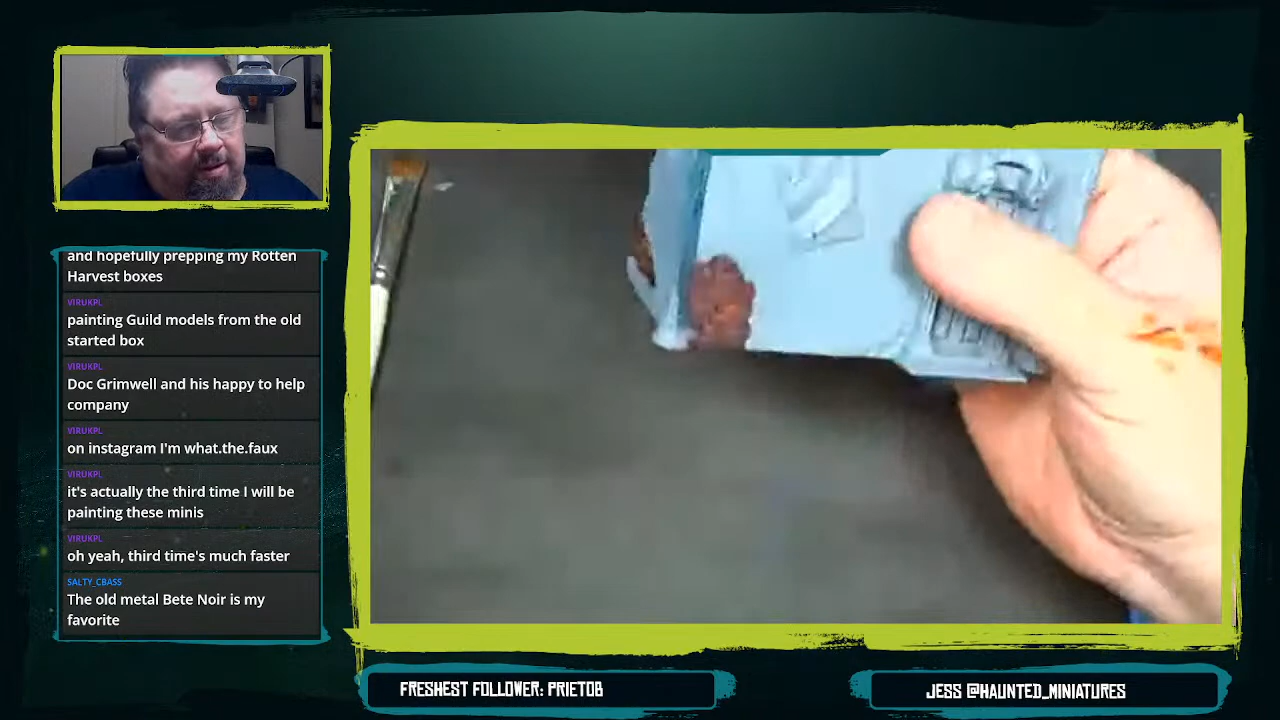 and hopefully prepping my Rotten
Harvest boxes
VIRUKPL
painting Guild models from the old
started box
VIRUKPL
Doc Grimwell and his happy to help
company
VIRUKPL
on instagram I'm what.the.faux
VIRUKPL
it's actually the third time I will be
painting these minis
VIRUKPL
oh yeah, third time's much faster
SALTY_CBASS
The old metal Bete Noir is my
favorite
FRESHEST FOLLOWER: PRIETOB
JESS @HAUNTED_MINIATURES